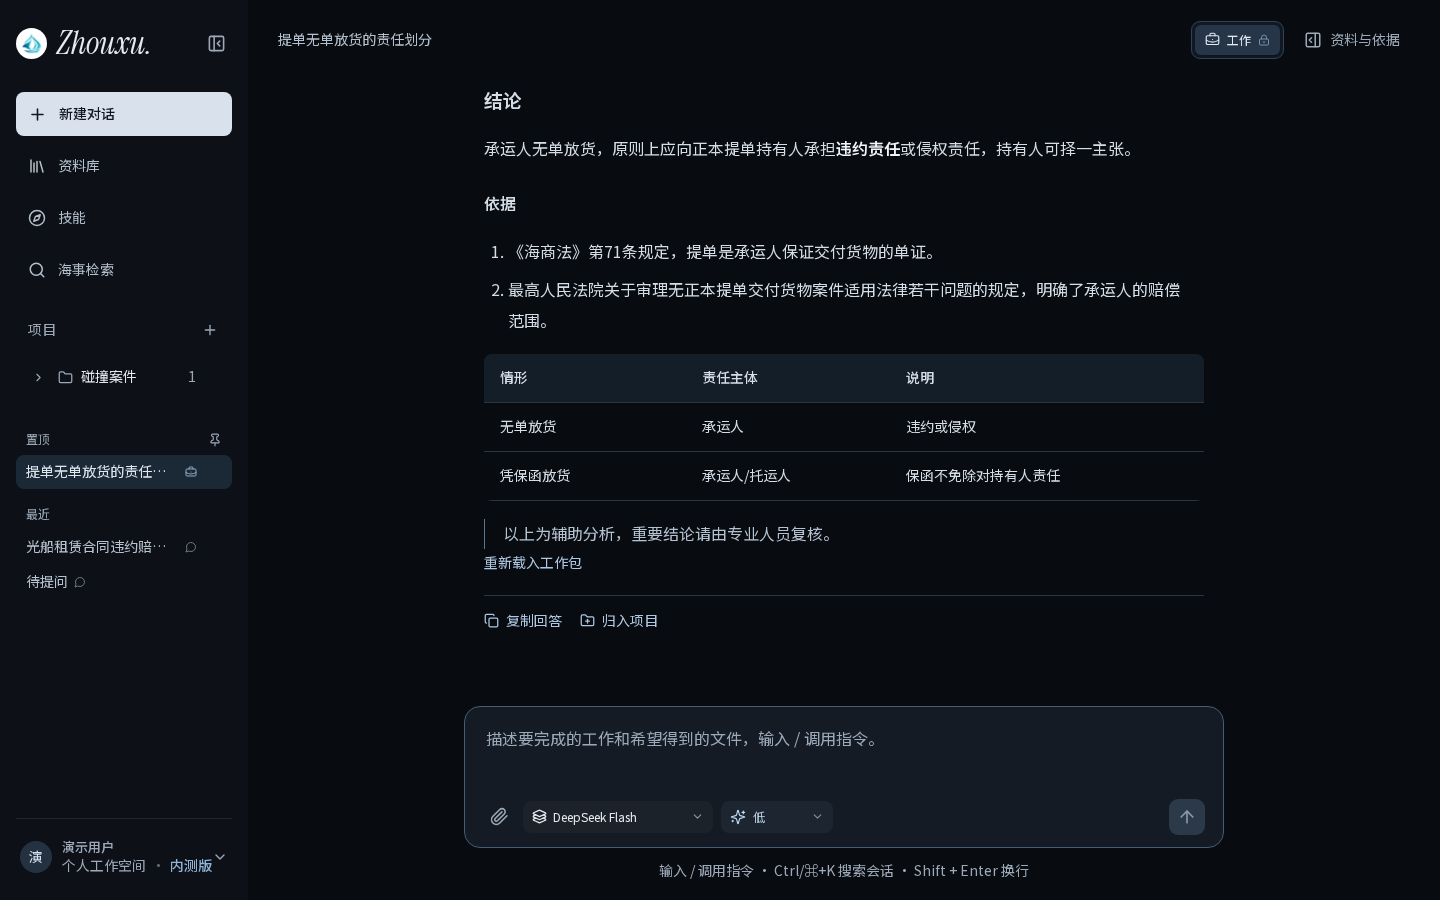 Zhouxu.
新建对话
资料库
技能
海事检索
项目
碰撞案件 1
置顶
提单无单放货的责任…
最近
光船租赁合同违约赔…
待提问
演
演示用户
个人工作空间 · 内测版
提单无单放货的责任划分
工作
资料与依据
结论
承运人无单放货，原则上应向正本提单持有人承担违约责任或侵权责任，持有人可择一主张。
依据
1. 《海商法》第71条规定，提单是承运人保证交付货物的单证。
2. 最高人民法院关于审理无正本提单交付货物案件适用法律若干问题的规定，明确了承运人的赔偿
范围。
情形 责任主体 说明
无单放货 承运人 违约或侵权
凭保函放货 承运人/托运人 保函不免除对持有人责任
以上为辅助分析，重要结论请由专业人员复核。
重新载入工作包
复制回答 归入项目
描述要完成的工作和希望得到的文件，输入 / 调用指令。
DeepSeek Flash 低
输入 / 调用指令 · Ctrl/⌘+K 搜索会话 · Shift + Enter 换行